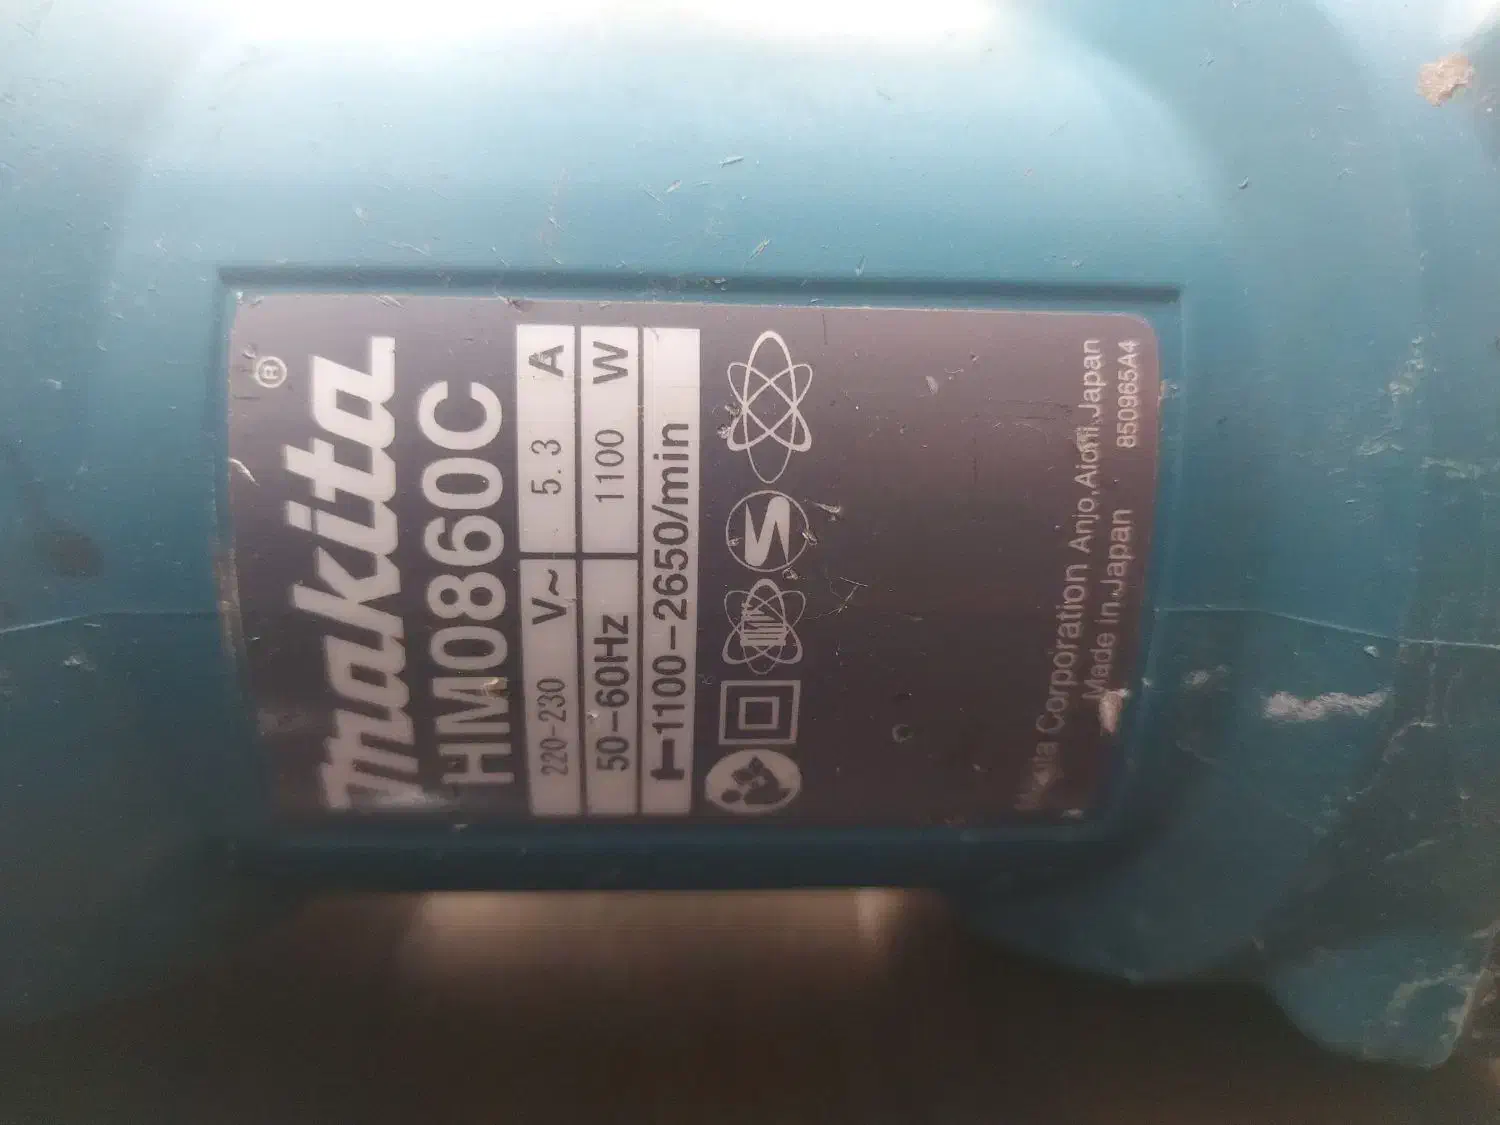 makita®
HM0860C
220-230 V~ 5.3 A
50-60Hz 1100 W
1100-2650/min
S
Makita Corporation Anjo,Aichi,Japan
Made in Japan 850965A4